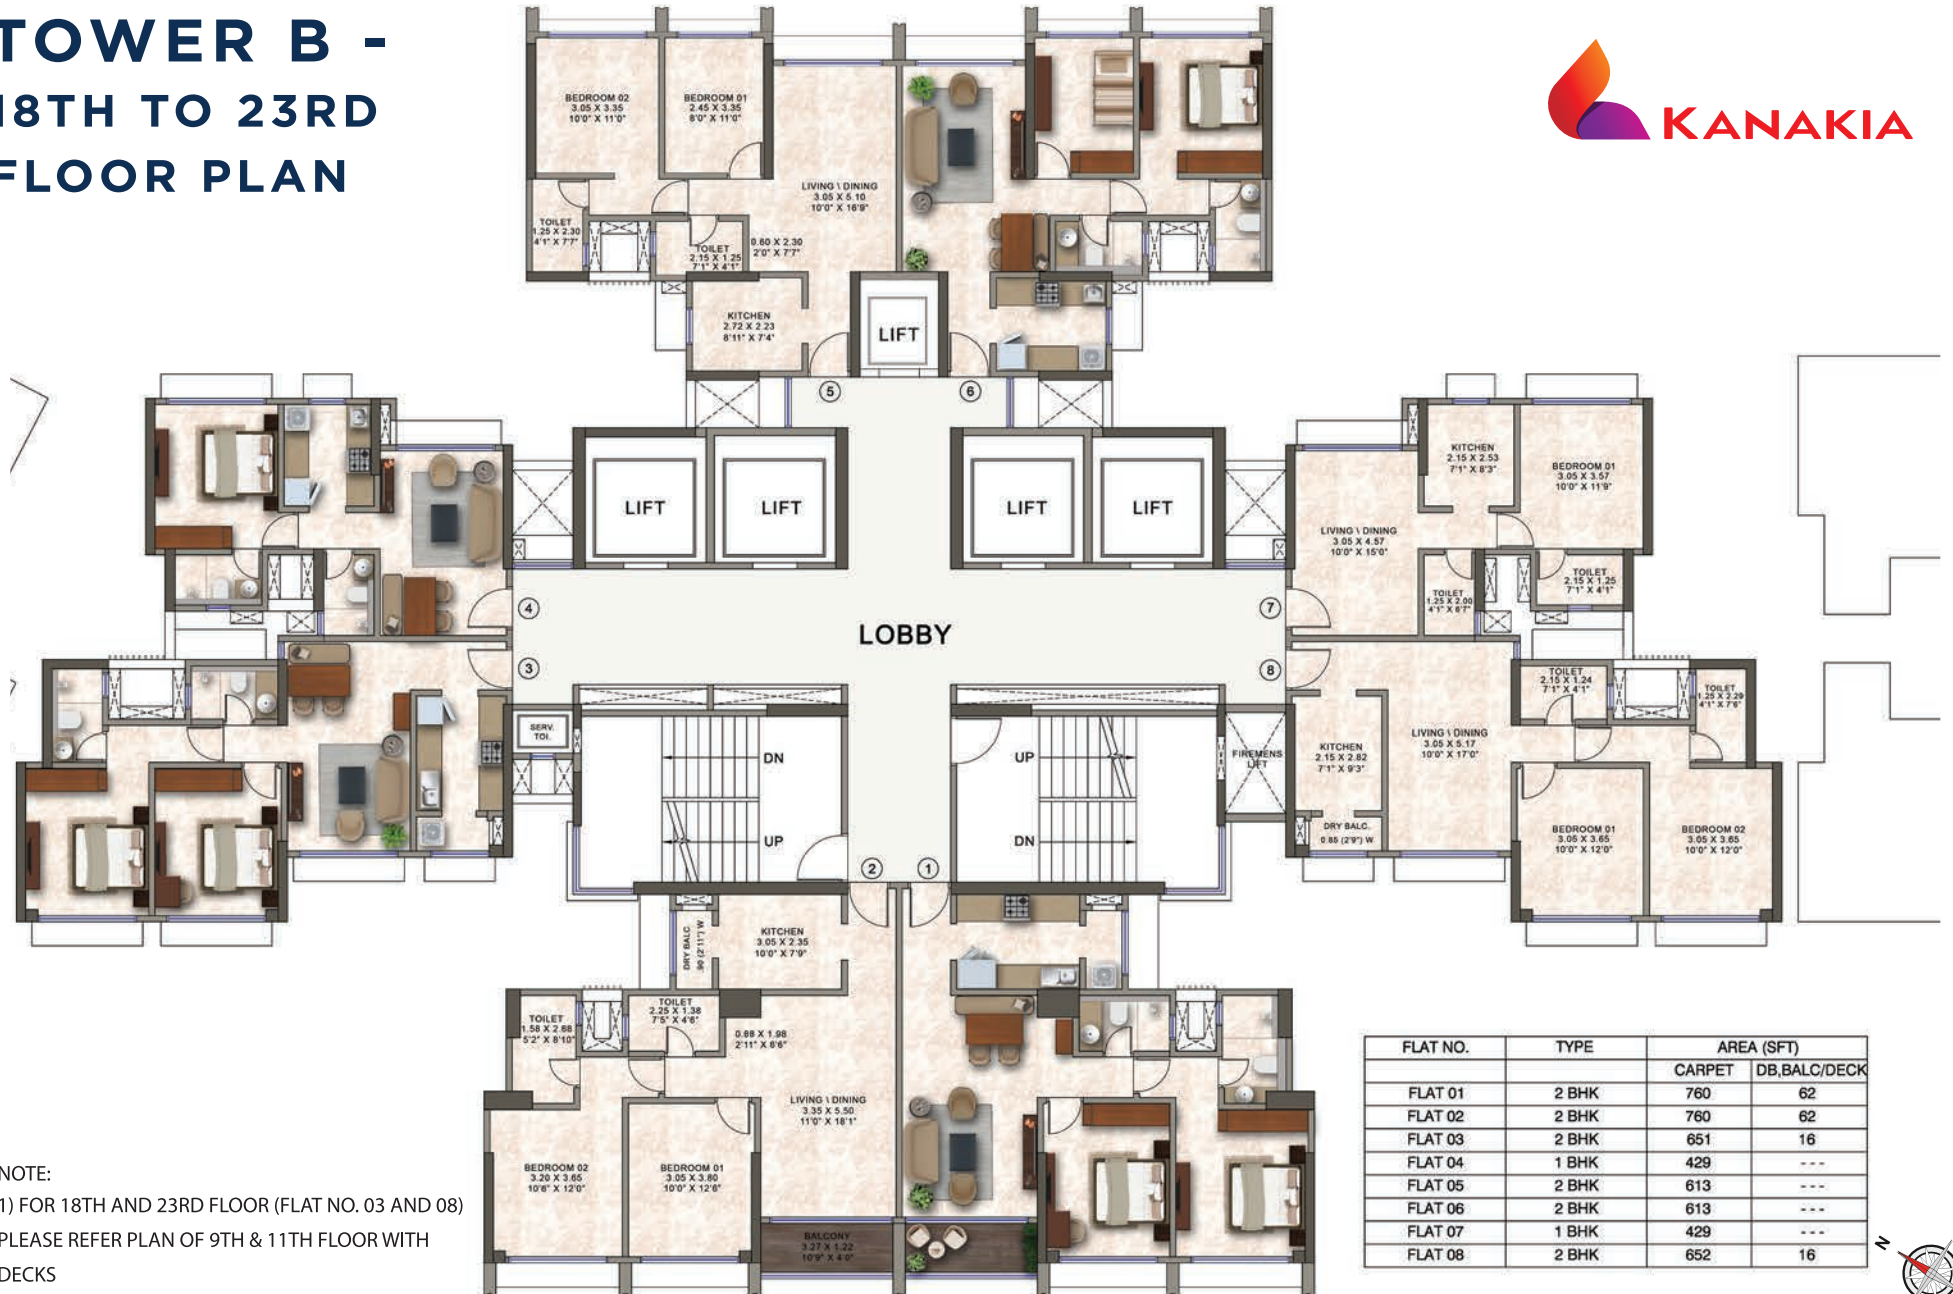 TOWER B -
18TH TO 23RD
FLOOR PLAN
KANAKIA
BEDROOM 02
3.05 X 3.35
10'0" X 11'0"
BEDROOM 01
2.45 X 3.35
8'0" X 11'0"
LIVING \ DINING
3.05 X 5.10
10'0" X 16'9"
TOILET
1.25 X 2.30
4'1" X 7'7"
TOILET
2.15 X 1.25
7'1" X 4'1"
0.60 X 2.30
2'0" X 7'7"
KITCHEN
2.72 X 2.23
8'11" X 7'4"
LIFT
5
6
LIFT
LIFT
LIFT
LIFT
KITCHEN
2.15 X 2.53
7'1" X 8'3"
BEDROOM 01
3.05 X 3.57
10'0" X 11'9"
LIVING \ DINING
3.05 X 4.57
10'0" X 15'0"
TOILET
2.15 X 1.25
7'1" X 4'1"
TOILET
1.25 X 2.00
4'1" X 6'7"
4
7
LOBBY
3
8
SERV.
TOI.
DN
UP
UP
DN
FIREMENS
LIFT
TOILET
2.15 X 1.24
7'1" X 4'1"
TOILET
1.25 X 2.29
4'1" X 7'6"
KITCHEN
2.15 X 2.82
7'1" X 9'3"
LIVING \ DINING
3.05 X 5.17
10'0" X 17'0"
DRY BALC.
0.85 (2'9") W
BEDROOM 01
3.05 X 3.65
10'0" X 12'0"
BEDROOM 02
3.05 X 3.65
10'0" X 12'0"
2
1
DRY BALC
.90 (2'11") W
KITCHEN
3.05 X 2.35
10'0" X 7'9"
TOILET
1.58 X 2.68
5'2" X 8'10"
TOILET
2.25 X 1.38
7'5" X 4'6"
0.88 X 1.98
2'11" X 6'6"
LIVING \ DINING
3.35 X 5.50
11'0" X 18'1"
BEDROOM 02
3.20 X 3.65
10'6" X 12'0"
BEDROOM 01
3.05 X 3.80
10'0" X 12'6"
BALCONY
3.27 X 1.22
10'9" X 4'0"
FLAT NO. TYPE AREA (SFT)
CARPET DB,BALC/DECK
FLAT 01 2 BHK 760 62
FLAT 02 2 BHK 760 62
FLAT 03 2 BHK 651 16
FLAT 04 1 BHK 429 ---
FLAT 05 2 BHK 613 ---
FLAT 06 2 BHK 613 ---
FLAT 07 1 BHK 429 ---
FLAT 08 2 BHK 652 16
NOTE:
1) FOR 18TH AND 23RD FLOOR (FLAT NO. 03 AND 08)
PLEASE REFER PLAN OF 9TH & 11TH FLOOR WITH
DECKS
N